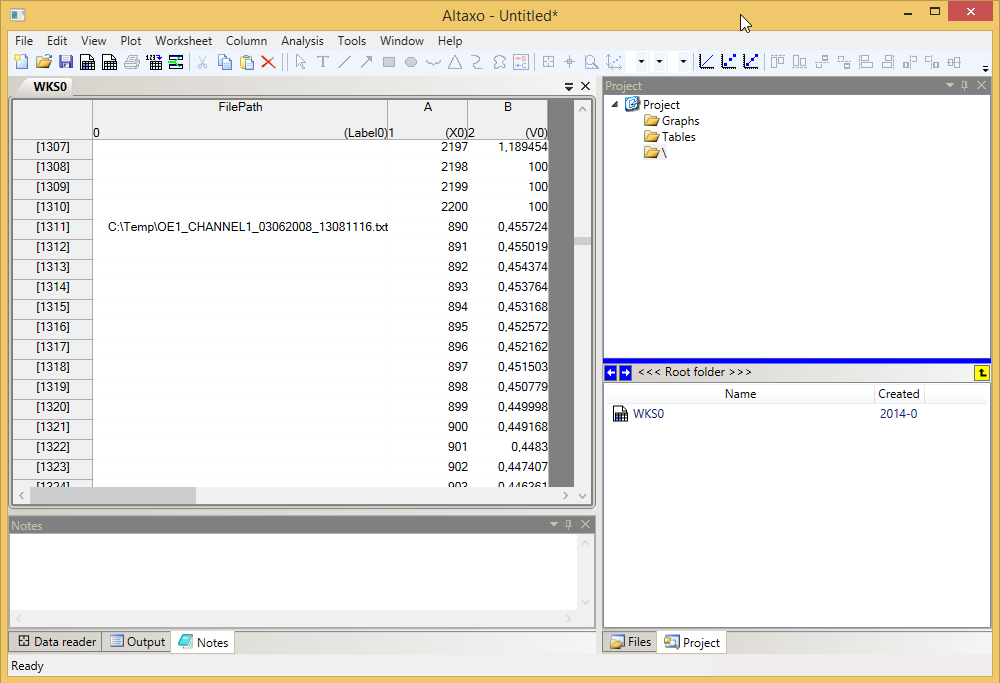 Altaxo - Untitled*
File Edit View Plot Worksheet Column Analysis Tools Window Help
WKS0
FilePath A B
0 (Label0) 1 (X0) 2 (V0)
[1307] 2197 1,189454
[1308] 2198 100
[1309] 2199 100
[1310] 2200 100
[1311] C:\Temp\OE1_CHANNEL1_03062008_13081116.txt 890 0,455724
[1312] 891 0,455019
[1313] 892 0,454374
[1314] 893 0,453764
[1315] 894 0,453168
[1316] 895 0,452572
[1317] 896 0,452162
[1318] 897 0,451503
[1319] 898 0,450779
[1320] 899 0,449998
[1321] 900 0,449168
[1322] 901 0,4483
[1323] 902 0,447407
[1324] 903 0,446361
Notes
Data reader Output Notes
Project
Project
Graphs
Tables
\
<<< Root folder >>>
Name Created
WKS0 2014-0
Files Project
Ready